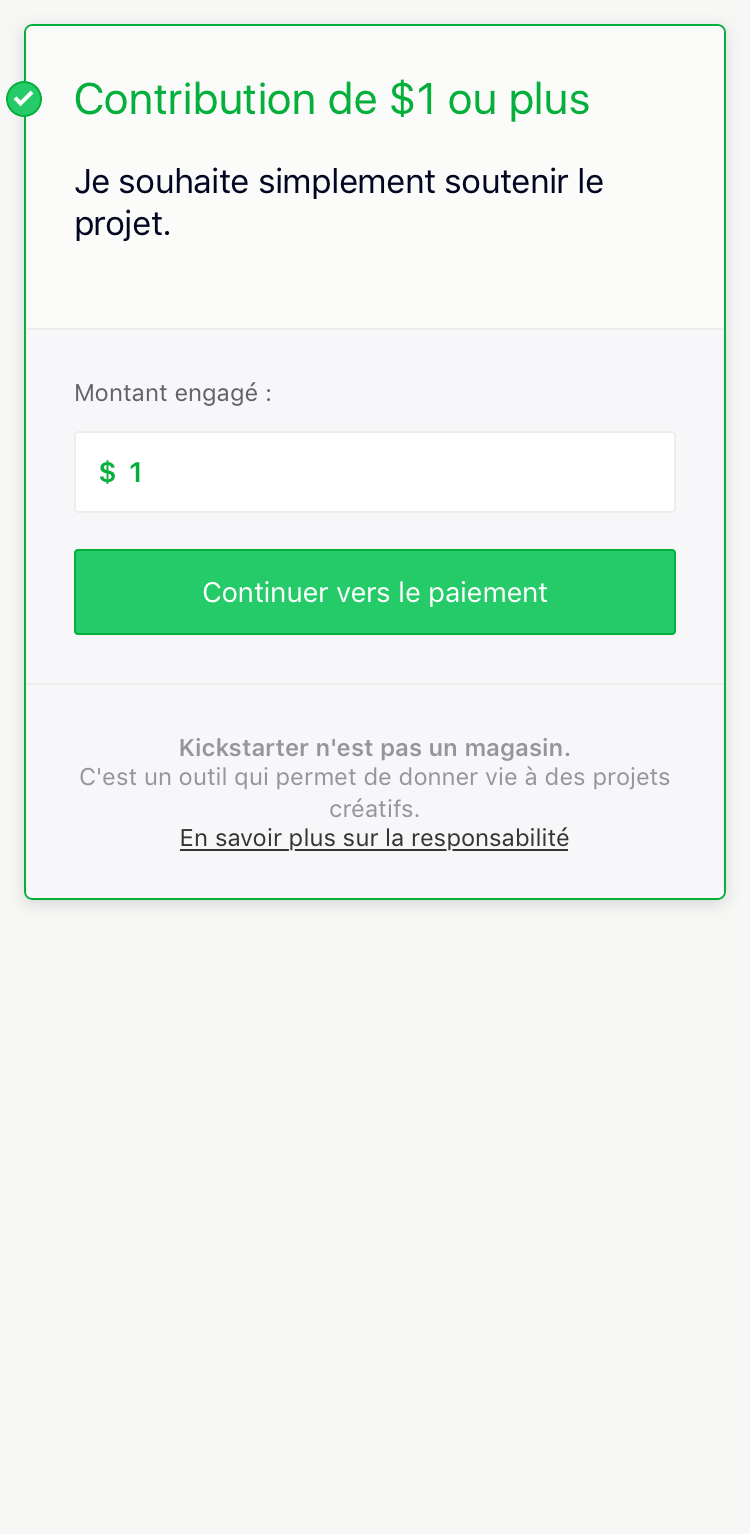 Contribution de $1 ou plus
Je souhaite simplement soutenir le
projet.
Montant engagé :
$ 1
Continuer vers le paiement
Kickstarter n'est pas un magasin.
C'est un outil qui permet de donner vie à des projets
créatifs.
En savoir plus sur la responsabilité